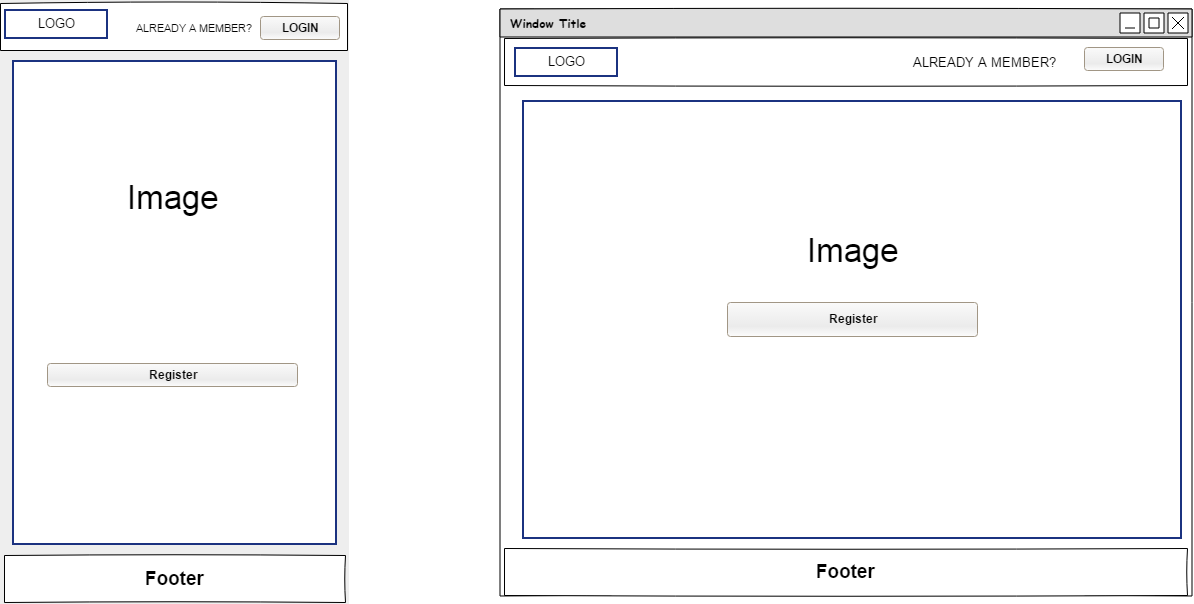 LOGO
ALREADY A MEMBER?
LOGIN
Image
Register
Footer
Window Title
LOGO
ALREADY A MEMBER?
LOGIN
Image
Register
Footer